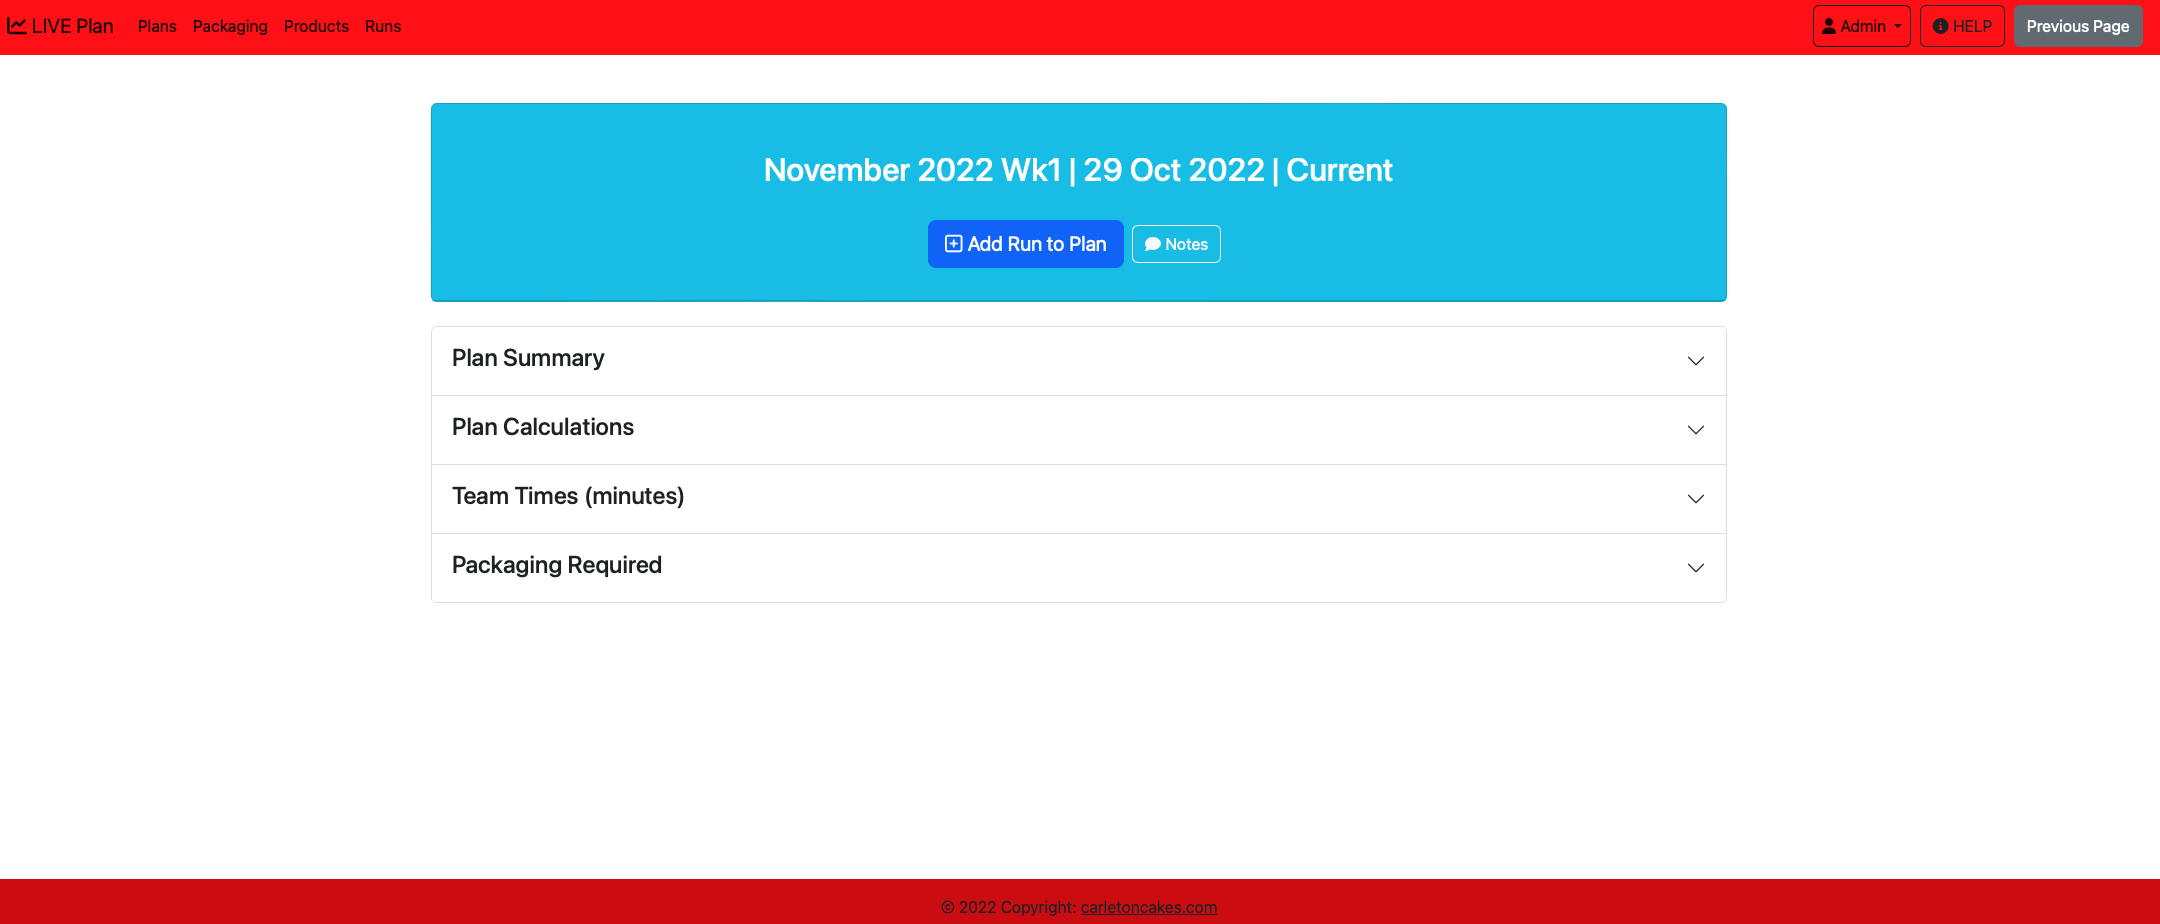 LIVE Plan Plans Packaging Products Runs Admin HELP Previous Page
November 2022 Wk1 | 29 Oct 2022 | Current
Add Run to Plan Notes
Plan Summary
Plan Calculations
Team Times (minutes)
Packaging Required
© 2022 Copyright: carletoncakes.com